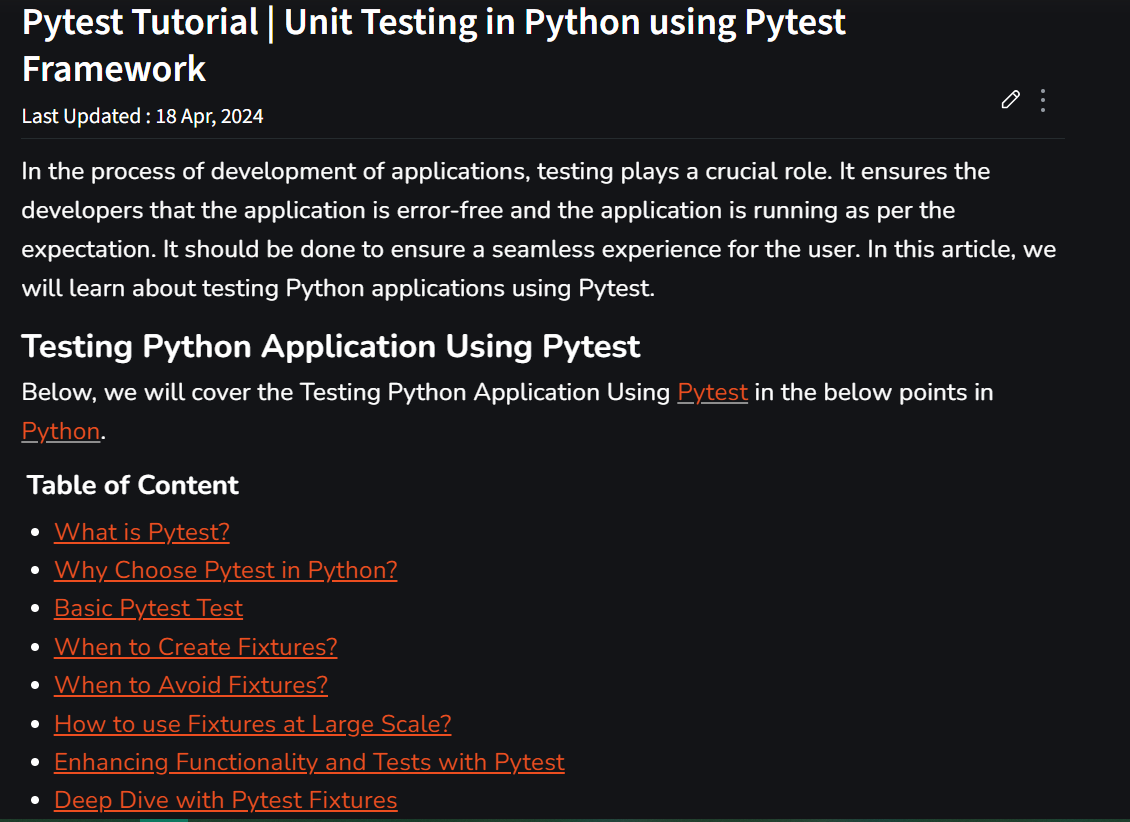 Pytest Tutorial | Unit Testing in Python using Pytest
Framework
Last Updated : 18 Apr, 2024
In the process of development of applications, testing plays a crucial role. It ensures the
developers that the application is error-free and the application is running as per the
expectation. It should be done to ensure a seamless experience for the user. In this article, we
will learn about testing Python applications using Pytest.
Testing Python Application Using Pytest
Below, we will cover the Testing Python Application Using Pytest in the below points in
Python.
Table of Content
• What is Pytest?
• Why Choose Pytest in Python?
• Basic Pytest Test
• When to Create Fixtures?
• When to Avoid Fixtures?
• How to use Fixtures at Large Scale?
• Enhancing Functionality and Tests with Pytest
• Deep Dive with Pytest Fixtures